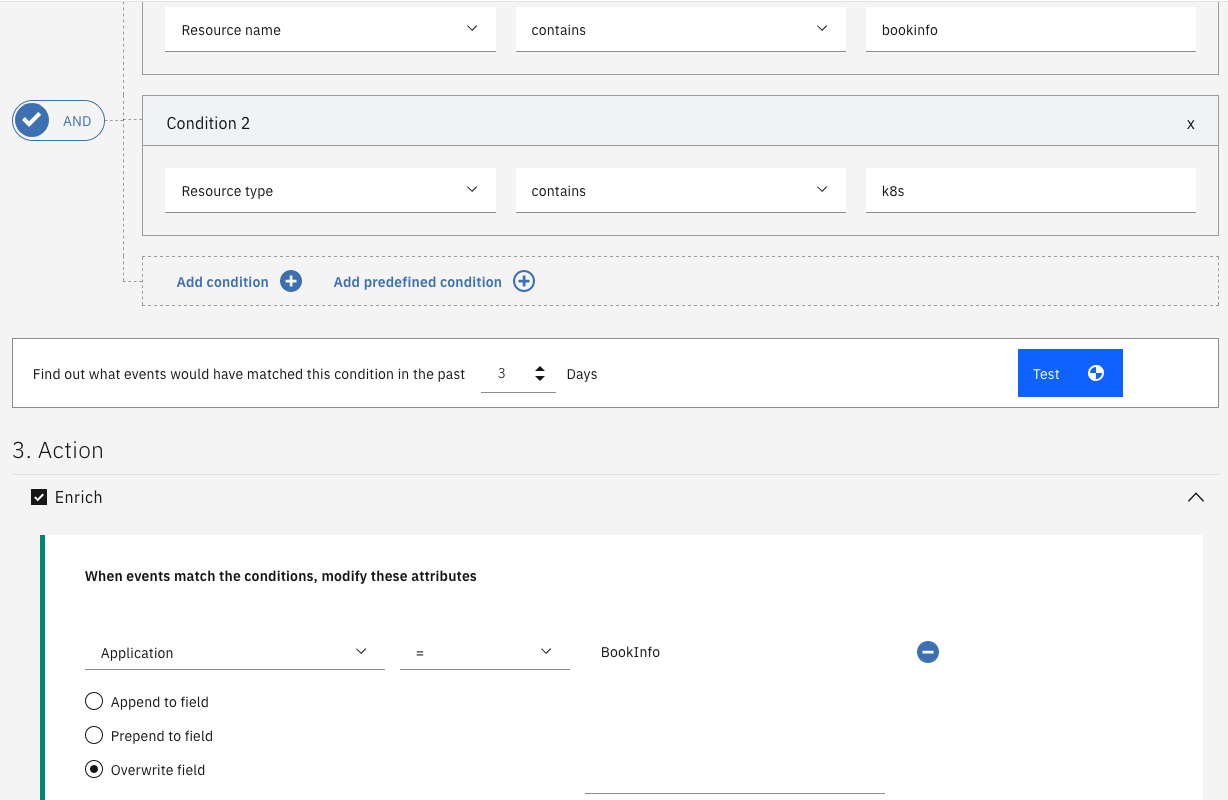 Resource name contains bookinfo
AND
Condition 2 x
Resource type contains k8s
Add condition Add predefined condition
Find out what events would have matched this condition in the past 3 Days Test
3. Action
Enrich
When events match the conditions, modify these attributes
Application = BookInfo
Append to field
Prepend to field
Overwrite field